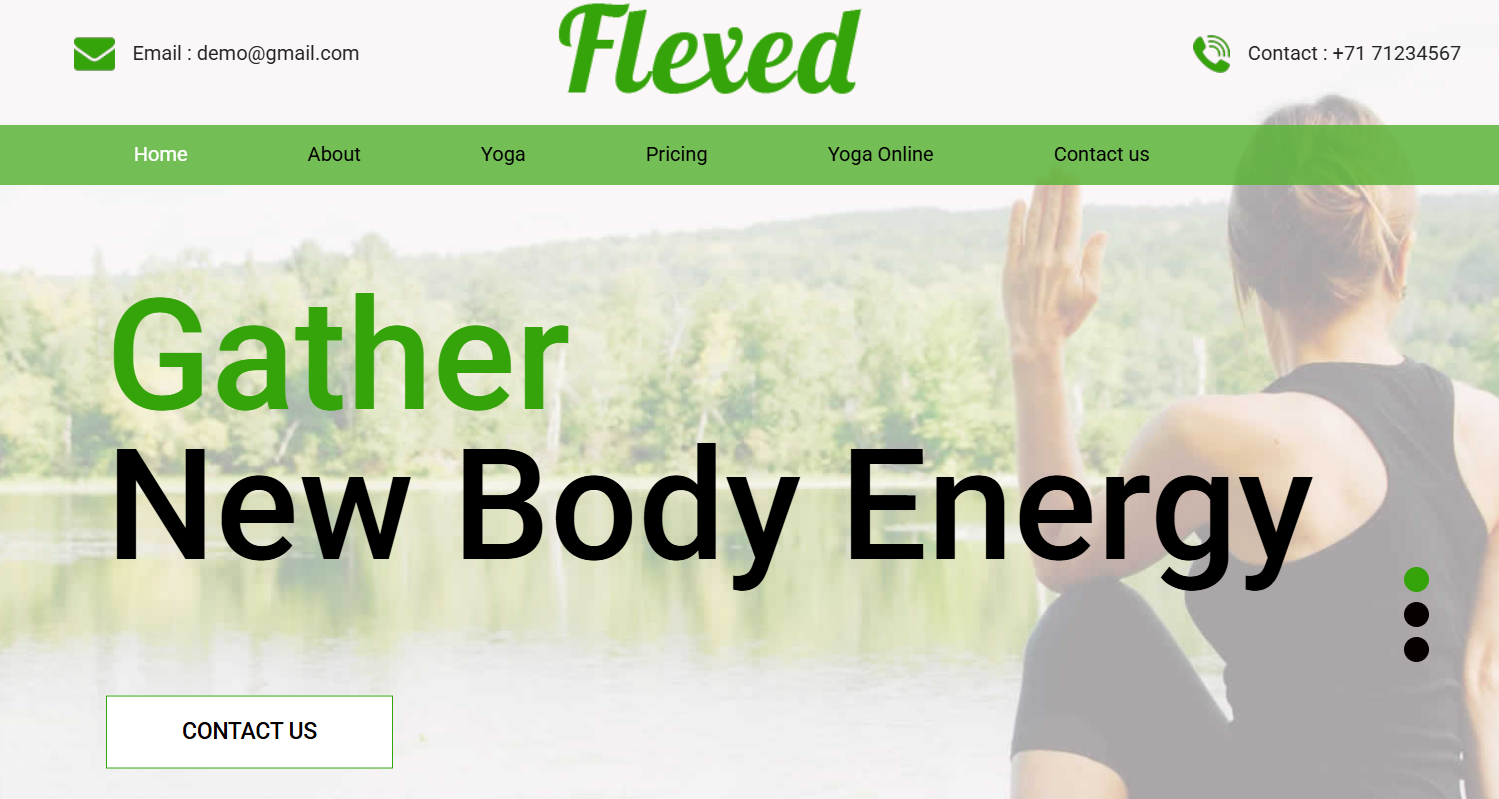 Email : demo@gmail.com
Flexed
Contact : +71 71234567
Home About Yoga Pricing Yoga Online Contact us
Gather
New Body Energy
CONTACT US